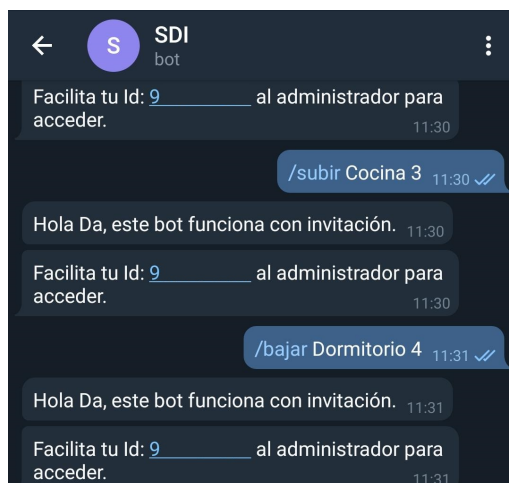 S
SDI
bot
Facilita tu Id: 9 al administrador para
acceder.
11:30
/subir Cocina 3 11:30
Hola Da, este bot funciona con invitación. 11:30
Facilita tu Id: 9 al administrador para
acceder.
11:30
/bajar Dormitorio 4 11:31
Hola Da, este bot funciona con invitación. 11:31
Facilita tu Id: 9 al administrador para
acceder.
11:31